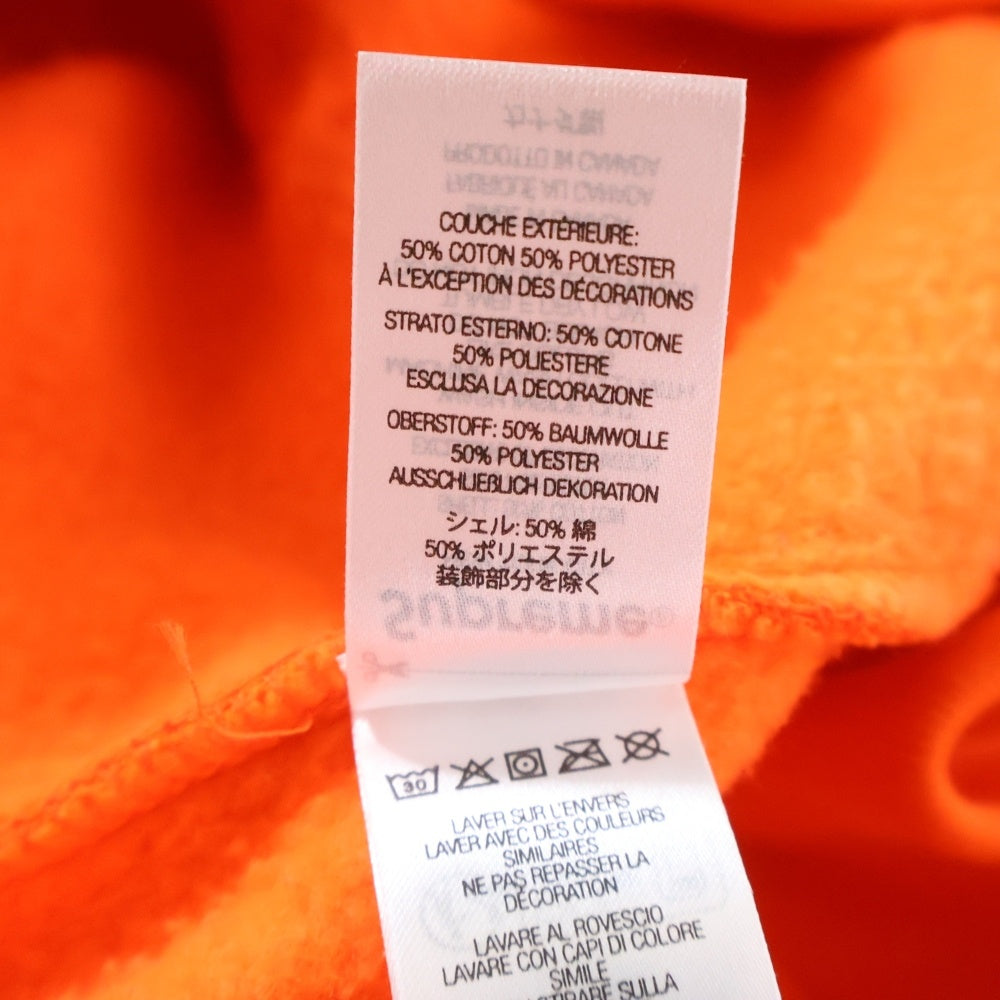 COUCHE EXTÉRIEURE:
50% COTON 50% POLYESTER
À L'EXCEPTION DES DÉCORATIONS
STRATO ESTERNO: 50% COTONE
50% POLIESTERE
ESCLUSA LA DECORAZIONE
OBERSTOFF: 50% BAUMWOLLE
50% POLYESTER
AUSSCHLIEßLICH DEKORATION
シェル: 50% 綿
50% ポリエステル
装飾部分を除く
Supreme®
30
LAVER SUR L'ENVERS
LAVER AVEC DES COULEURS
SIMILAIRES
NE PAS REPASSER LA
DÉCORATION
LAVARE AL ROVESCIO
LAVARE CON CAPI DI COLORE
SIMILE
SULLA